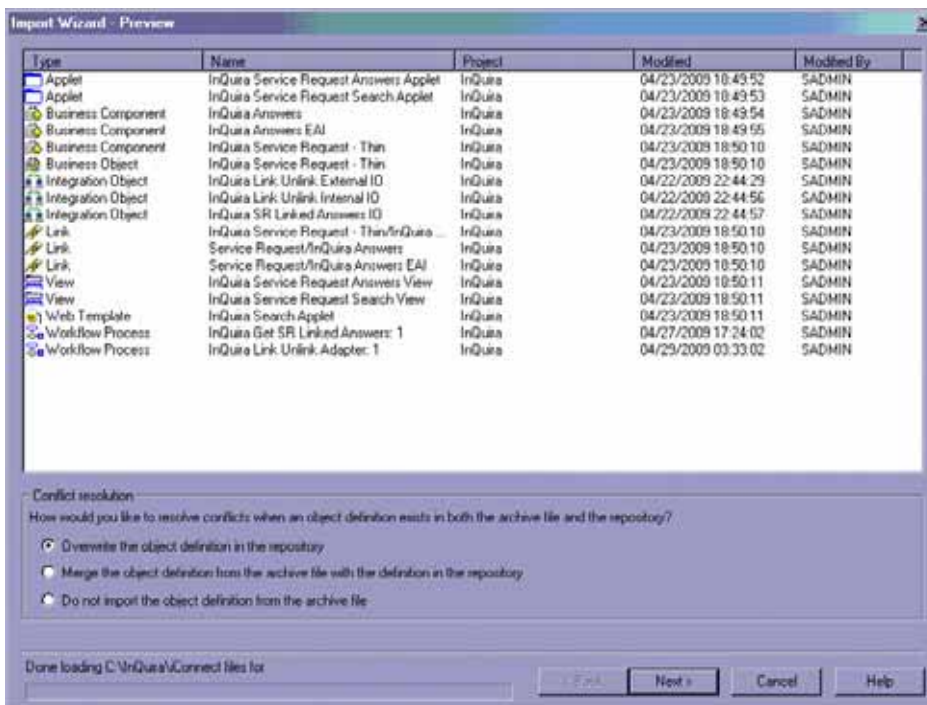 Import Wizard - Preview
Type Name Project Modified Modified By
Applet InQuira Service Request Answers Applet InQuira 04/23/2009 18:49:52 SADMIN
Applet InQuira Service Request Search Applet InQuira 04/23/2009 18:49:53 SADMIN
Business Component InQuira Answers InQuira 04/23/2009 18:49:54 SADMIN
Business Component InQuira Answers EAI InQuira 04/23/2009 18:49:55 SADMIN
Business Component InQuira Service Request - Thin InQuira 04/23/2009 18:50:10 SADMIN
Business Object InQuira Service Request - Thin InQuira 04/23/2009 18:50:10 SADMIN
Integration Object InQuira Link Unlink External IO InQuira 04/22/2009 22:44:29 SADMIN
Integration Object InQuira Link Unlink Internal IO InQuira 04/22/2009 22:44:56 SADMIN
Integration Object InQuira SR Linked Answers IO InQuira 04/22/2009 22:44:57 SADMIN
Link InQuira Service Request - Thin/InQuira ... InQuira 04/23/2009 18:50:10 SADMIN
Link Service Request/InQuira Answers InQuira 04/23/2009 18:50:10 SADMIN
Link Service Request/InQuira Answers EAI InQuira 04/23/2009 18:50:10 SADMIN
View InQuira Service Request Answers View InQuira 04/23/2009 18:50:11 SADMIN
View InQuira Service Request Search View InQuira 04/23/2009 18:50:11 SADMIN
Web Template InQuira Search Applet InQuira 04/23/2009 18:50:11 SADMIN
Workflow Process InQuira Get SR Linked Answers: 1 InQuira 04/27/2009 17:24:02 SADMIN
Workflow Process InQuira Link Unlink Adapter: 1 InQuira 04/29/2009 03:33:02 SADMIN
Conflict resolution
How would you like to resolve conflicts when an object definition exists in both the archive file and the repository?
Overwrite the object definition in the repository
Merge the object definition from the archive file with the definition in the repository
Do not import the object definition from the archive file
Done loading C:\InQuira\iConnect files for
< Back Next > Cancel Help